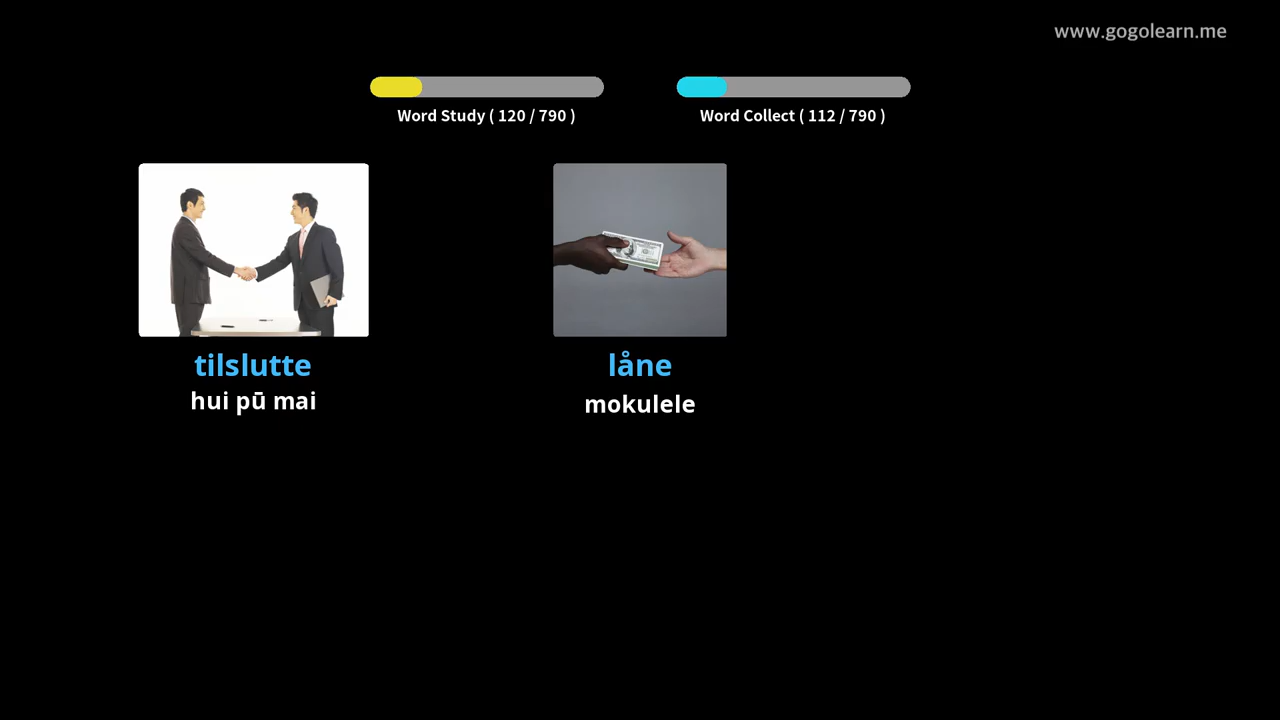 www.gogolearn.me
Word Study ( 120 / 790 )
Word Collect ( 112 / 790 )
tilslutte
hui pū mai
låne
mokulele